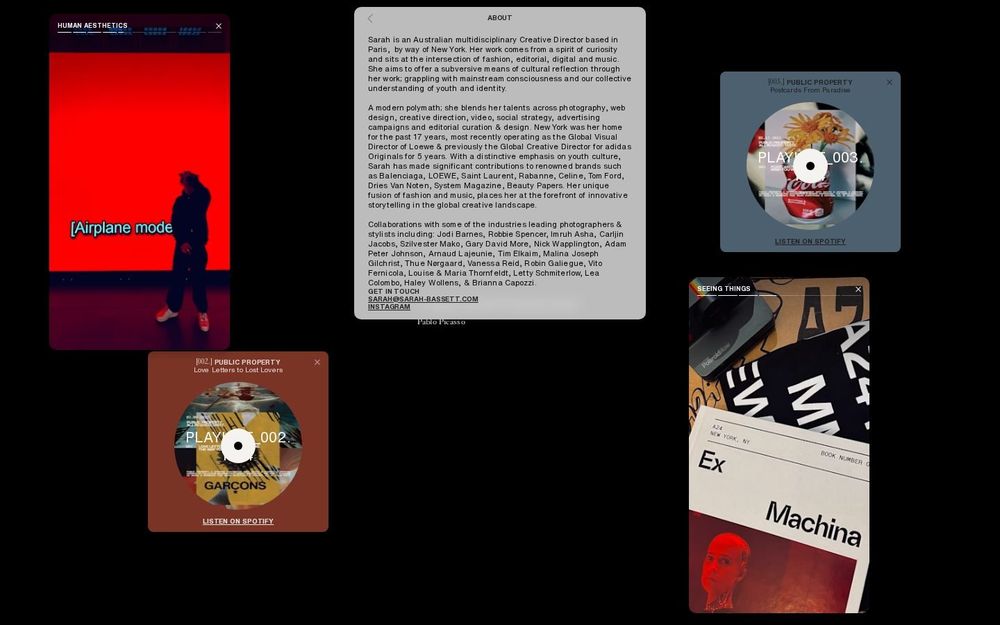 HUMAN AESTHETICS
[Airplane mode
ABOUT
Sarah is an Australian multidisciplinary Creative Director based in
Paris, by way of New York. Her work comes from a spirit of curiosity
and sits at the intersection of fashion, editorial, digital and music.
She aims to offer a subversive means of cultural reflection through
her work; grappling with mainstream consciousness and our collective
understanding of youth and identity.
A modern polymath; she blends her talents across photography, web
design, creative direction, video, social strategy, advertising
campaigns and editorial curation & design. New York was her home
for the past 17 years, most recently operating as the Global Visual
Director of Loewe & previously the Global Creative Director for adidas
Originals for 5 years. With a distinctive emphasis on youth culture,
Sarah has made significant contributions to renowned brands such
as Balenciaga, LOEWE, Saint Laurent, Rabanne, Celine, Tom Ford,
Dries Van Noten, System Magazine, Beauty Papers. Her unique
fusion of fashion and music, places her at the forefront of innovative
storytelling in the global creative landscape.
Collaborations with some of the industries leading photographers &
stylists including: Jodi Barnes, Robbie Spencer, Imruh Asha, Carlijn
Jacobs, Szilvester Mako, Gary David More, Nick Wapplington, Adam
Peter Johnson, Arnaud Lajeunie, Tim Elkaim, Malina Joseph
Gilchrist, Thue Nørgaard, Vanessa Reid, Robin Galiegue, Vito
Fernicola, Louise & Maria Thornfeldt, Letty Schmiterlow, Lea
Colombo, Haley Wollens, & Brianna Capozzi.
GET IN TOUCH
SARAH@SARAH-BASSETT.COM
INSTAGRAM
Pablo Picasso
[003.] PUBLIC PROPERTY
Postcards From Paradise
LISTEN ON SPOTIFY
[002.] PUBLIC PROPERTY
Love Letters to Lost Lovers
GARÇONS
LISTEN ON SPOTIFY
SEEING THINGS
A24
A24
NEW YORK, NY
BOOK NUMBER
Ex
Machina